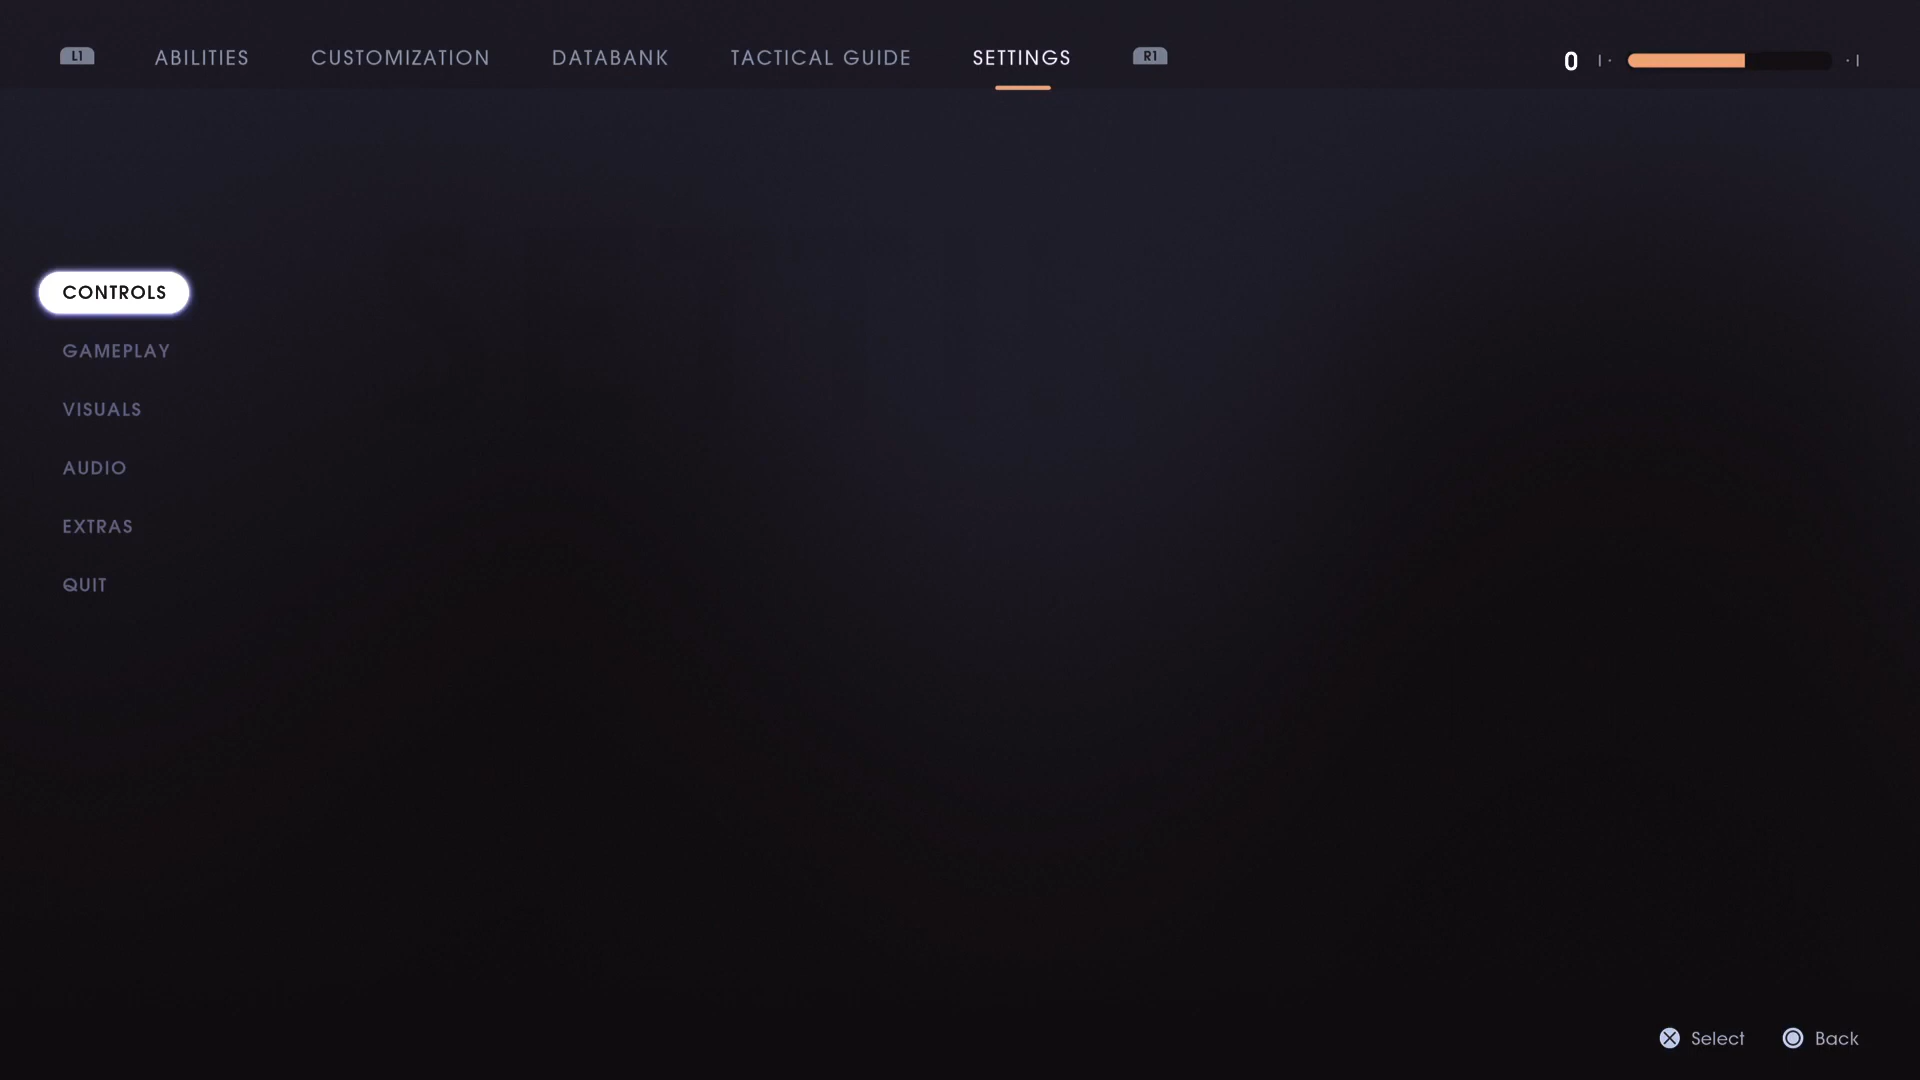 L1 ABILITIES CUSTOMIZATION DATABANK TACTICAL GUIDE SETTINGS R1 0
CONTROLS
GAMEPLAY
VISUALS
AUDIO
EXTRAS
QUIT
Select Back